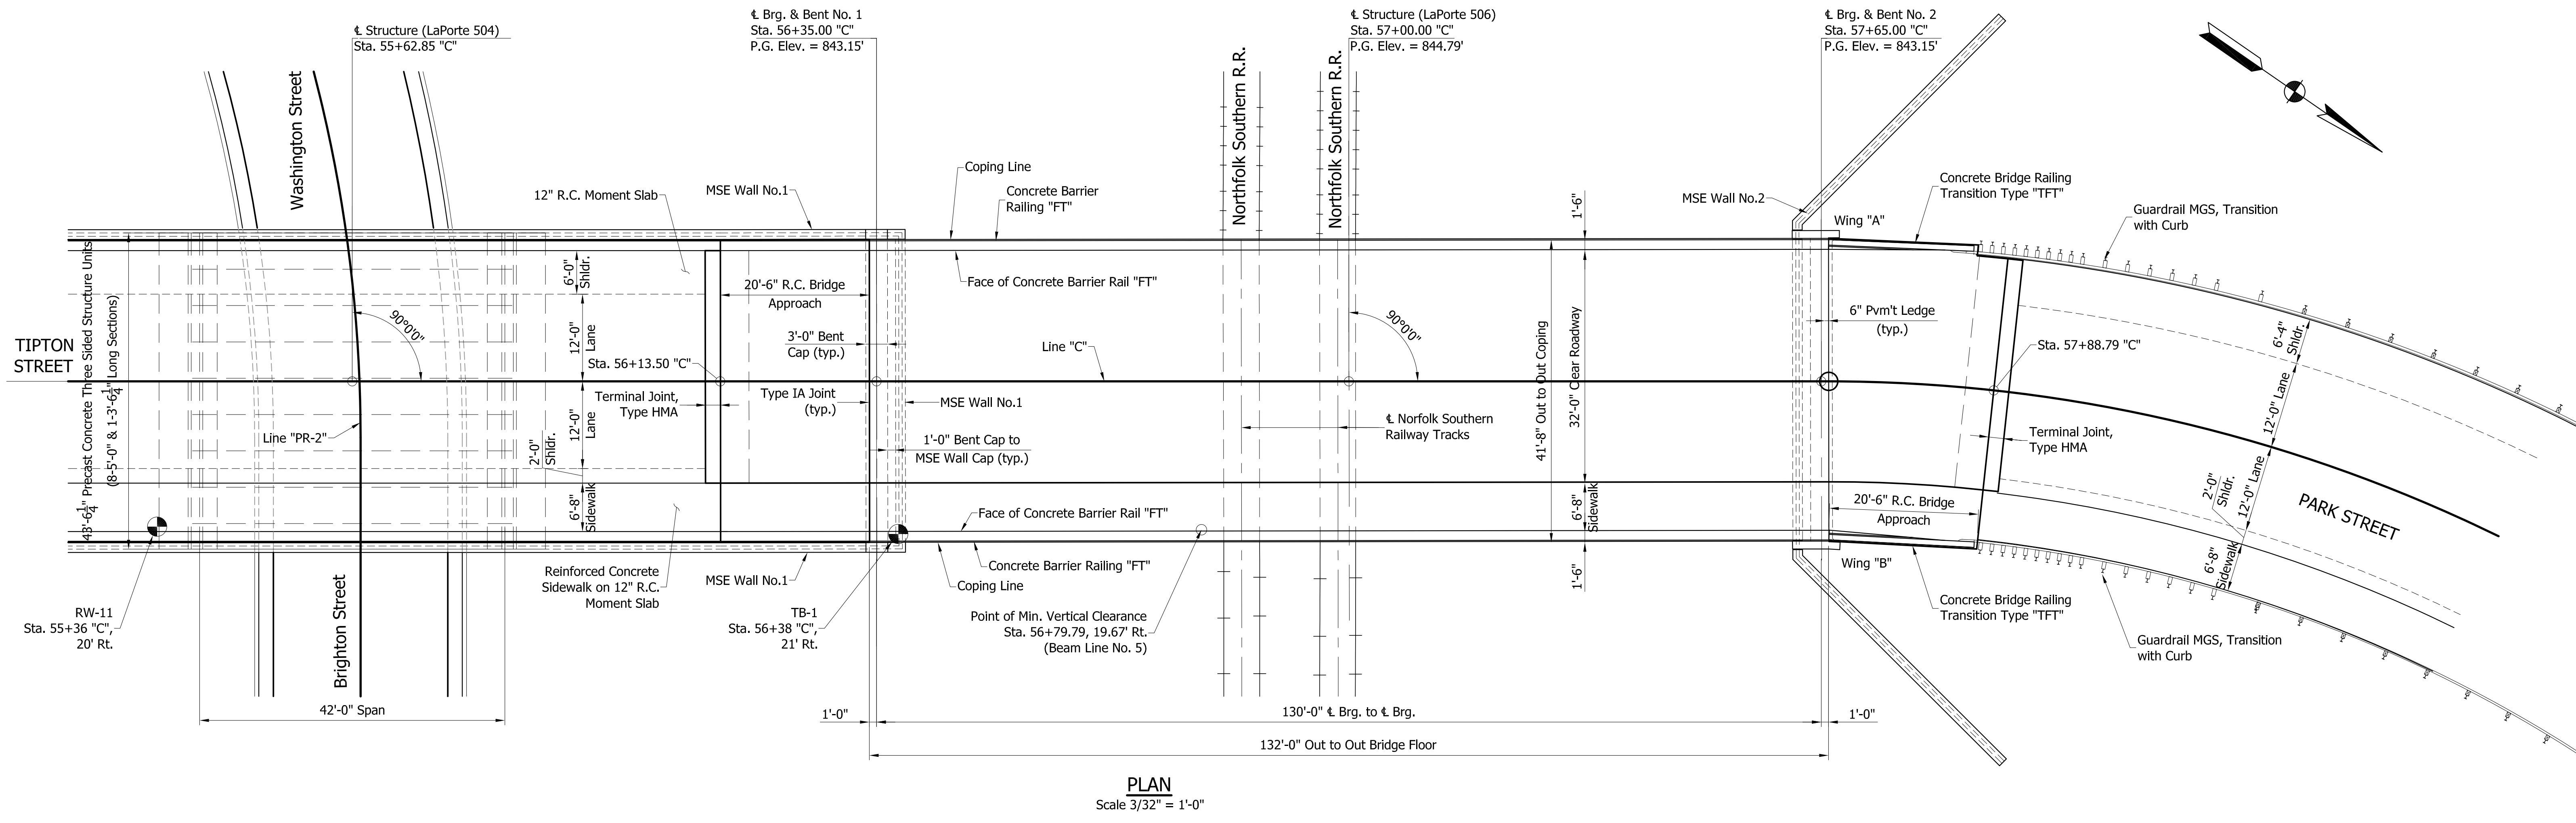 ℄ Structure (LaPorte 504)
Sta. 55+62.85 "C"
℄ Brg. & Bent No. 1
Sta. 56+35.00 "C"
P.G. Elev. = 843.15'
℄ Structure (LaPorte 506)
Sta. 57+00.00 "C"
P.G. Elev. = 844.79'
℄ Brg. & Bent No. 2
Sta. 57+65.00 "C"
P.G. Elev. = 843.15'
Washington Street
Northfolk Southern R.R.
Northfolk Southern R.R.
12" R.C. Moment Slab
MSE Wall No.1
Coping Line
Concrete Barrier
Railing "FT"
1'-6"
MSE Wall No.2
Wing "A"
Concrete Bridge Railing
Transition Type "TFT"
Guardrail MGS, Transition
with Curb
43'-6 1/4" Precast Concrete Three Sided Structure Units
(8-5'-0" & 1-3'-6 1/4" Long Sections)
6'-0"
Shldr.
20'-6" R.C. Bridge
Approach
Face of Concrete Barrier Rail "FT"
90°0'0"
12'-0"
Lane
3'-0" Bent
Cap (typ.)
90°0'0"
Line "C"
41'-8" Out to Out Coping
32'-0" Clear Roadway
6" Pvm't Ledge
(typ.)
Sta. 57+88.79 "C"
6'-4"
Shldr.
TIPTON
STREET
Sta. 56+13.50 "C"
Terminal Joint,
Type HMA
Type IA Joint
(typ.)
MSE Wall No.1
℄ Norfolk Southern
Railway Tracks
12'-0" Lane
Line "PR-2"
12'-0"
Lane
2'-0"
Shldr.
1'-0" Bent Cap to
MSE Wall Cap (typ.)
Terminal Joint,
Type HMA
12'-0" Lane
2'-0"
Shldr.
6'-8"
Sidewalk
Face of Concrete Barrier Rail "FT"
6'-8"
Sidewalk
20'-6" R.C. Bridge
Approach
PARK STREET
6'-8"
Sidewalk
Brighton Street
Reinforced Concrete
Sidewalk on 12" R.C.
Moment Slab
MSE Wall No.1
Concrete Barrier Railing "FT"
Coping Line
1'-6"
Wing "B"
Concrete Bridge Railing
Transition Type "TFT"
RW-11
Sta. 55+36 "C",
20' Rt.
TB-1
Sta. 56+38 "C",
21' Rt.
Point of Min. Vertical Clearance
Sta. 56+79.79, 19.67' Rt.
(Beam Line No. 5)
Guardrail MGS, Transition
with Curb
42'-0" Span
1'-0"
130'-0" ℄ Brg. to ℄ Brg.
1'-0"
132'-0" Out to Out Bridge Floor
PLAN
Scale 3/32" = 1'-0"